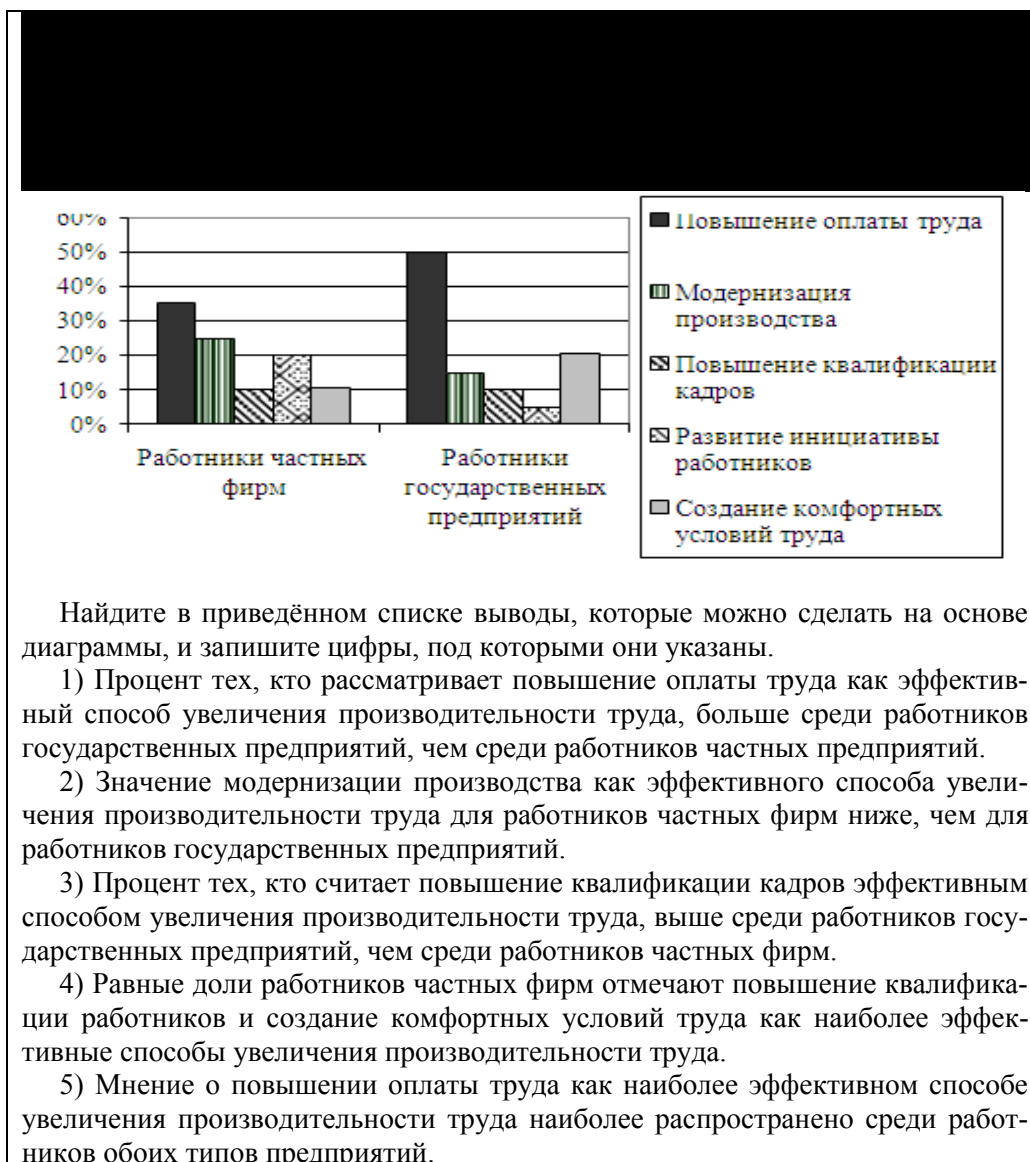 60%
50%
40%
30%
20%
10%
0%
Работники частных
фирм
Работники
государственных
предприятий
Повышение оплаты труда
Модернизация
производства
Повышение квалификации
кадров
Развитие инициативы
работников
Создание комфортных
условий труда
Найдите в приведённом списке выводы, которые можно сделать на основе
диаграммы, и запишите цифры, под которыми они указаны.
1) Процент тех, кто рассматривает повышение оплаты труда как эффектив-
ный способ увеличения производительности труда, больше среди работников
государственных предприятий, чем среди работников частных предприятий.
2) Значение модернизации производства как эффективного способа увели-
чения производительности труда для работников частных фирм ниже, чем для
работников государственных предприятий.
3) Процент тех, кто считает повышение квалификации кадров эффективным
способом увеличения производительности труда, выше среди работников госу-
дарственных предприятий, чем среди работников частных фирм.
4) Равные доли работников частных фирм отмечают повышение квалифика-
ции работников и создание комфортных условий труда как наиболее эффек-
тивные способы увеличения производительности труда.
5) Мнение о повышении оплаты труда как наиболее эффективном способе
увеличения производительности труда наиболее распространено среди работ-
ников обоих типов предприятий.